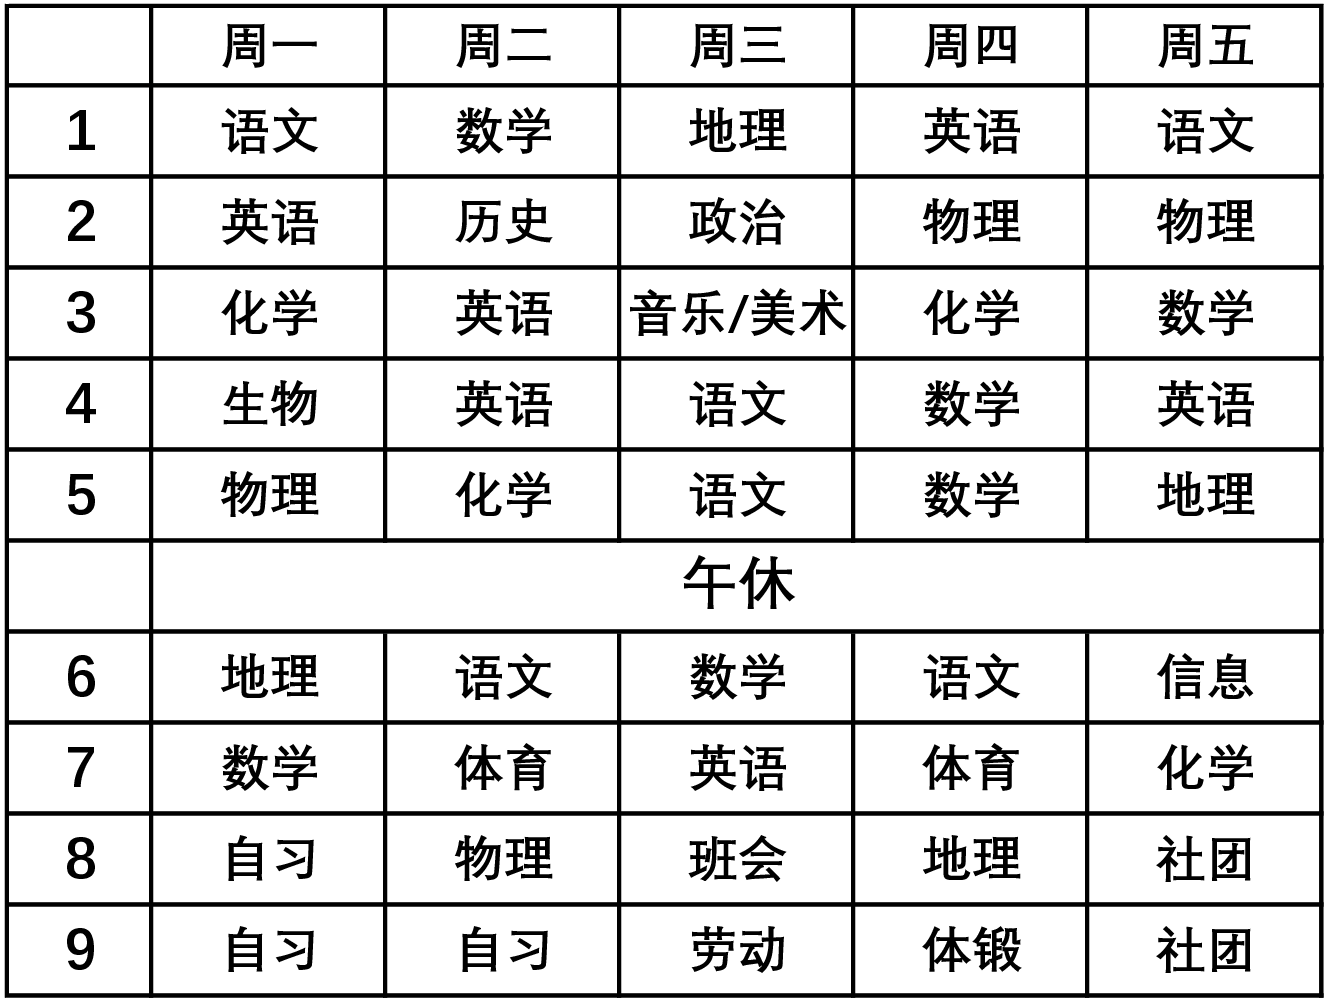 周一 周二 周三 周四 周五
1 语文 数学 地理 英语 语文
2 英语 历史 政治 物理 物理
3 化学 英语 音乐/美术 化学 数学
4 生物 英语 语文 数学 英语
5 物理 化学 语文 数学 地理
午休
6 地理 语文 数学 语文 信息
7 数学 体育 英语 体育 化学
8 自习 物理 班会 地理 社团
9 自习 自习 劳动 体锻 社团